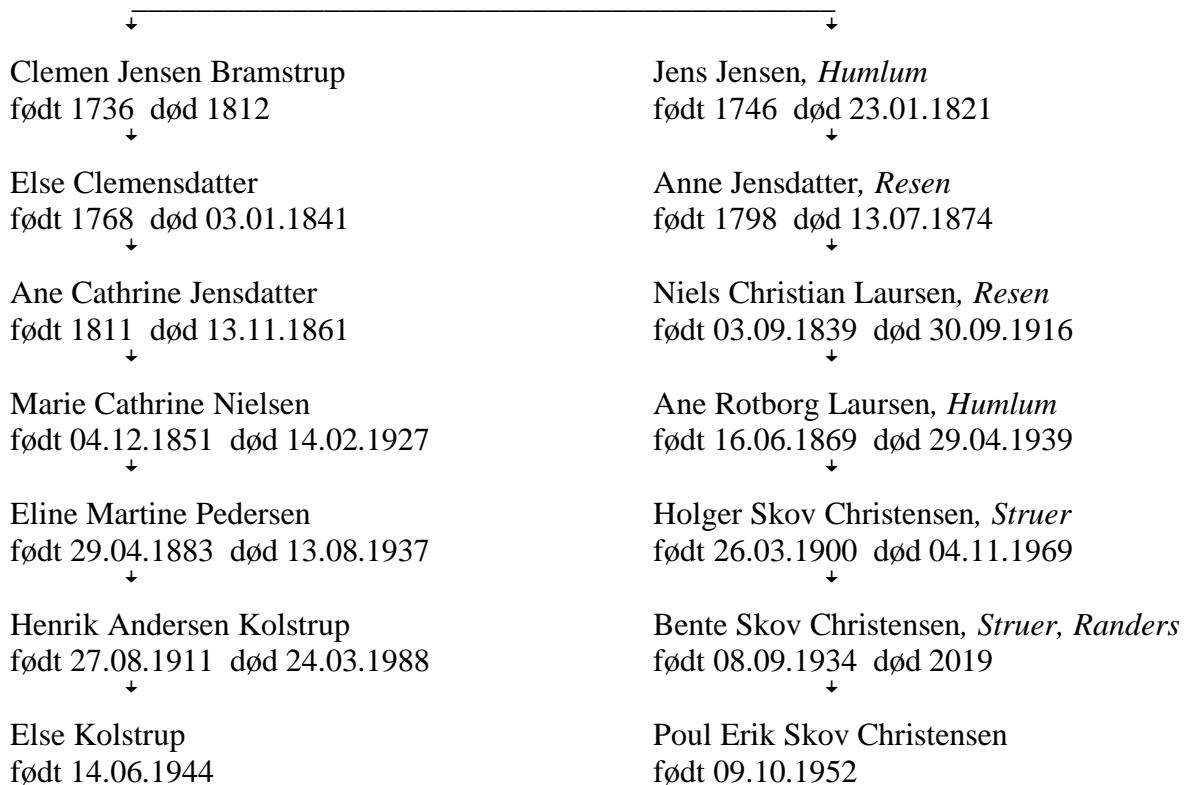 Clemen Jensen Bramstrup
født 1736 død 1812
Else Clemensdatter
født 1768 død 03.01.1841
Ane Cathrine Jensdatter
født 1811 død 13.11.1861
Marie Cathrine Nielsen
født 04.12.1851 død 14.02.1927
Eline Martine Pedersen
født 29.04.1883 død 13.08.1937
Henrik Andersen Kolstrup
født 27.08.1911 død 24.03.1988
Else Kolstrup
født 14.06.1944
Jens Jensen, Humlum
født 1746 død 23.01.1821
Anne Jensdatter, Resen
født 1798 død 13.07.1874
Niels Christian Laursen, Resen
født 03.09.1839 død 30.09.1916
Ane Rotborg Laursen, Humlum
født 16.06.1869 død 29.04.1939
Holger Skov Christensen, Struer
født 26.03.1900 død 04.11.1969
Bente Skov Christensen, Struer, Randers
født 08.09.1934 død 2019
Poul Erik Skov Christensen
født 09.10.1952